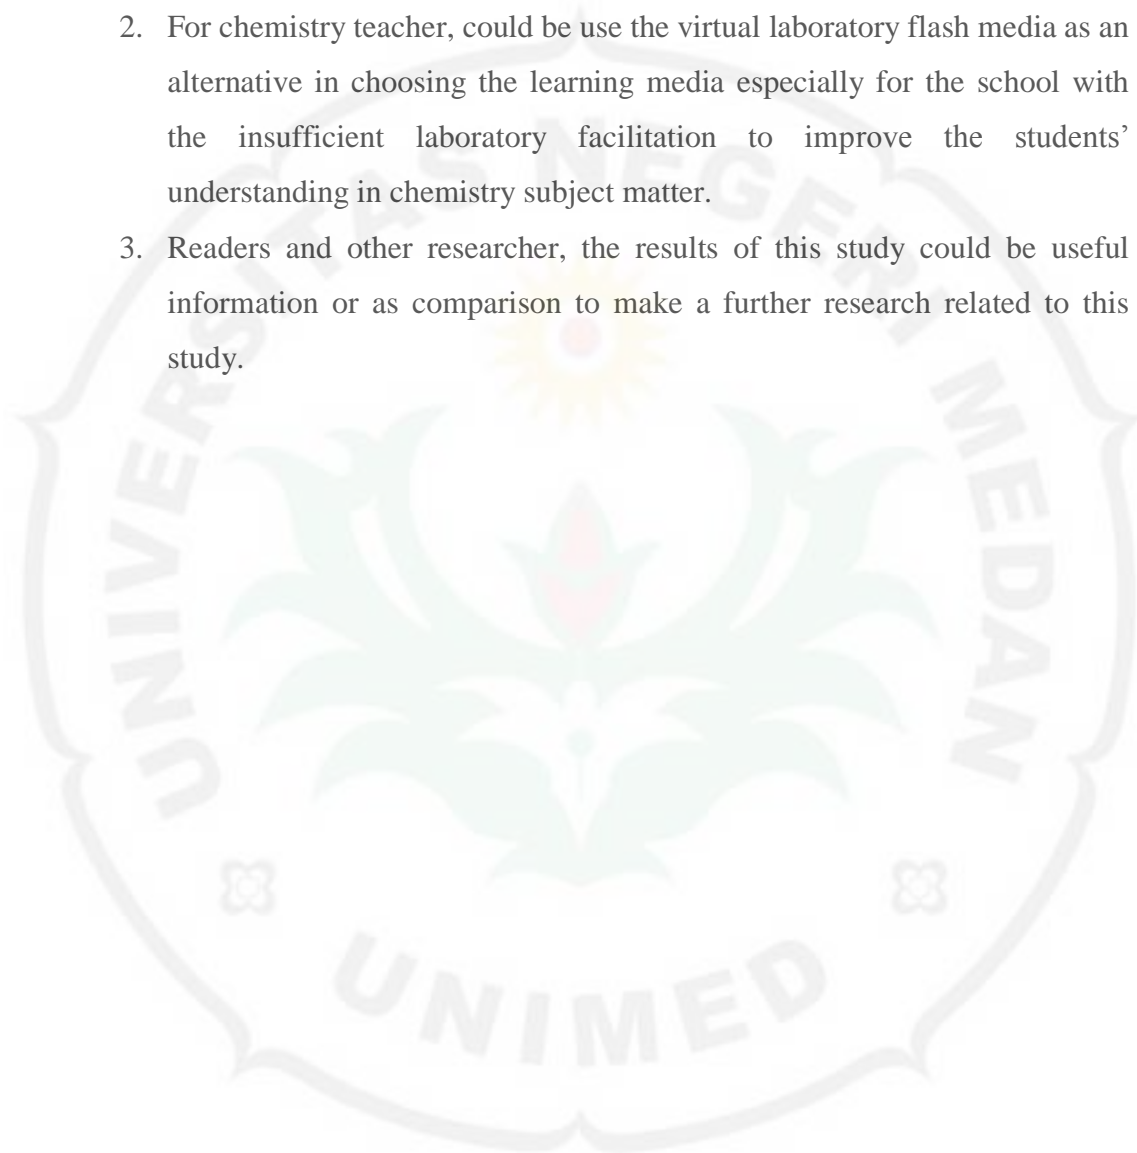 2. For chemistry teacher, could be use the virtual laboratory flash media as an
alternative in choosing the learning media especially for the school with
the insufficient laboratory facilitation to improve the students’
understanding in chemistry subject matter.
3. Readers and other researcher, the results of this study could be useful
information or as comparison to make a further research related to this
study.
UNIVERSITAS NEGERI MEDAN
UNIMED